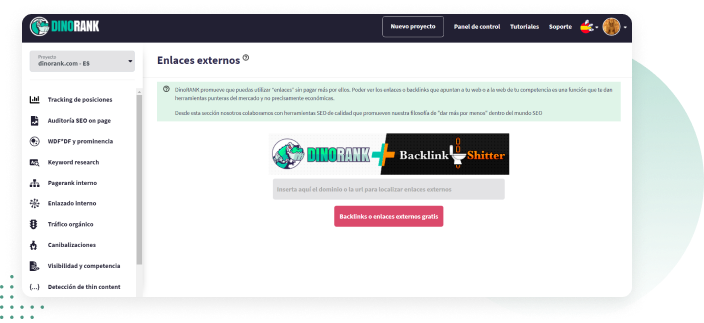 DINORANK
Nuevo proyecto
Panel de control
Tutoriales
Soporte
Proyecto
dinorank.com - ES
Tracking de posiciones
Auditoría SEO on page
WDF*IDF y prominencia
Keyword research
Pagerank interno
Enlazado interno
Tráfico orgánico
Canibalizaciones
Visibilidad y competencia
(...) Detección de thin content
Enlaces externos
DinoRANK promueve que puedas utilizar "enlaces" sin pagar más por ellos. Poder ver los enlaces o backlinks que apuntan a tu web o a la web de tu competencia es una función que te dan
herramientas punteras del mercado y no precisamente económicas.
Desde esta sección nosotros colaboramos con herramientas SEO de calidad que promueven nuestra filosofía de "dar más por menos" dentro del mundo SEO
DINORANK + Backlink Shitter
Inserta aquí el dominio o la url para localizar enlaces externos
Backlinks o enlaces externos gratis